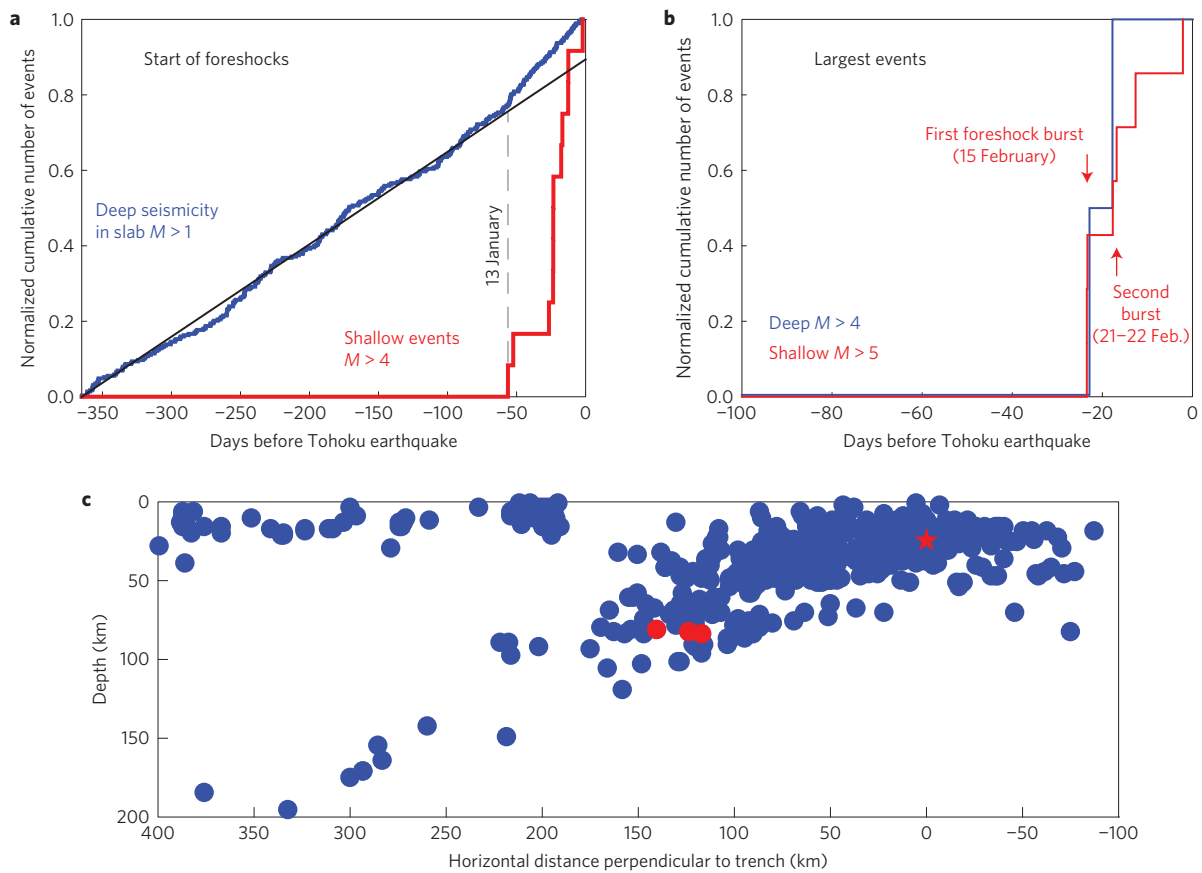 a
Normalized cumulative number of events
1.0
0.8
0.6
0.4
0.2
0.0
Start of foreshocks
Deep seismicity
in slab M > 1
13 January
Shallow events
M > 4
−350
−300
−250
−200
−150
−100
−50
0
Days before Tohoku earthquake
b
Normalized cumulative number of events
1.0
0.8
0.6
0.4
0.2
0.0
Largest events
First foreshock burst
(15 February)
Second
burst
(21–22 Feb.)
Deep M > 4
Shallow M > 5
−100
−80
−60
−40
−20
0
Days before Tohoku earthquake
c
Depth (km)
0
50
100
150
200
400
350
300
250
200
150
100
50
0
−50
−100
Horizontal distance perpendicular to trench (km)